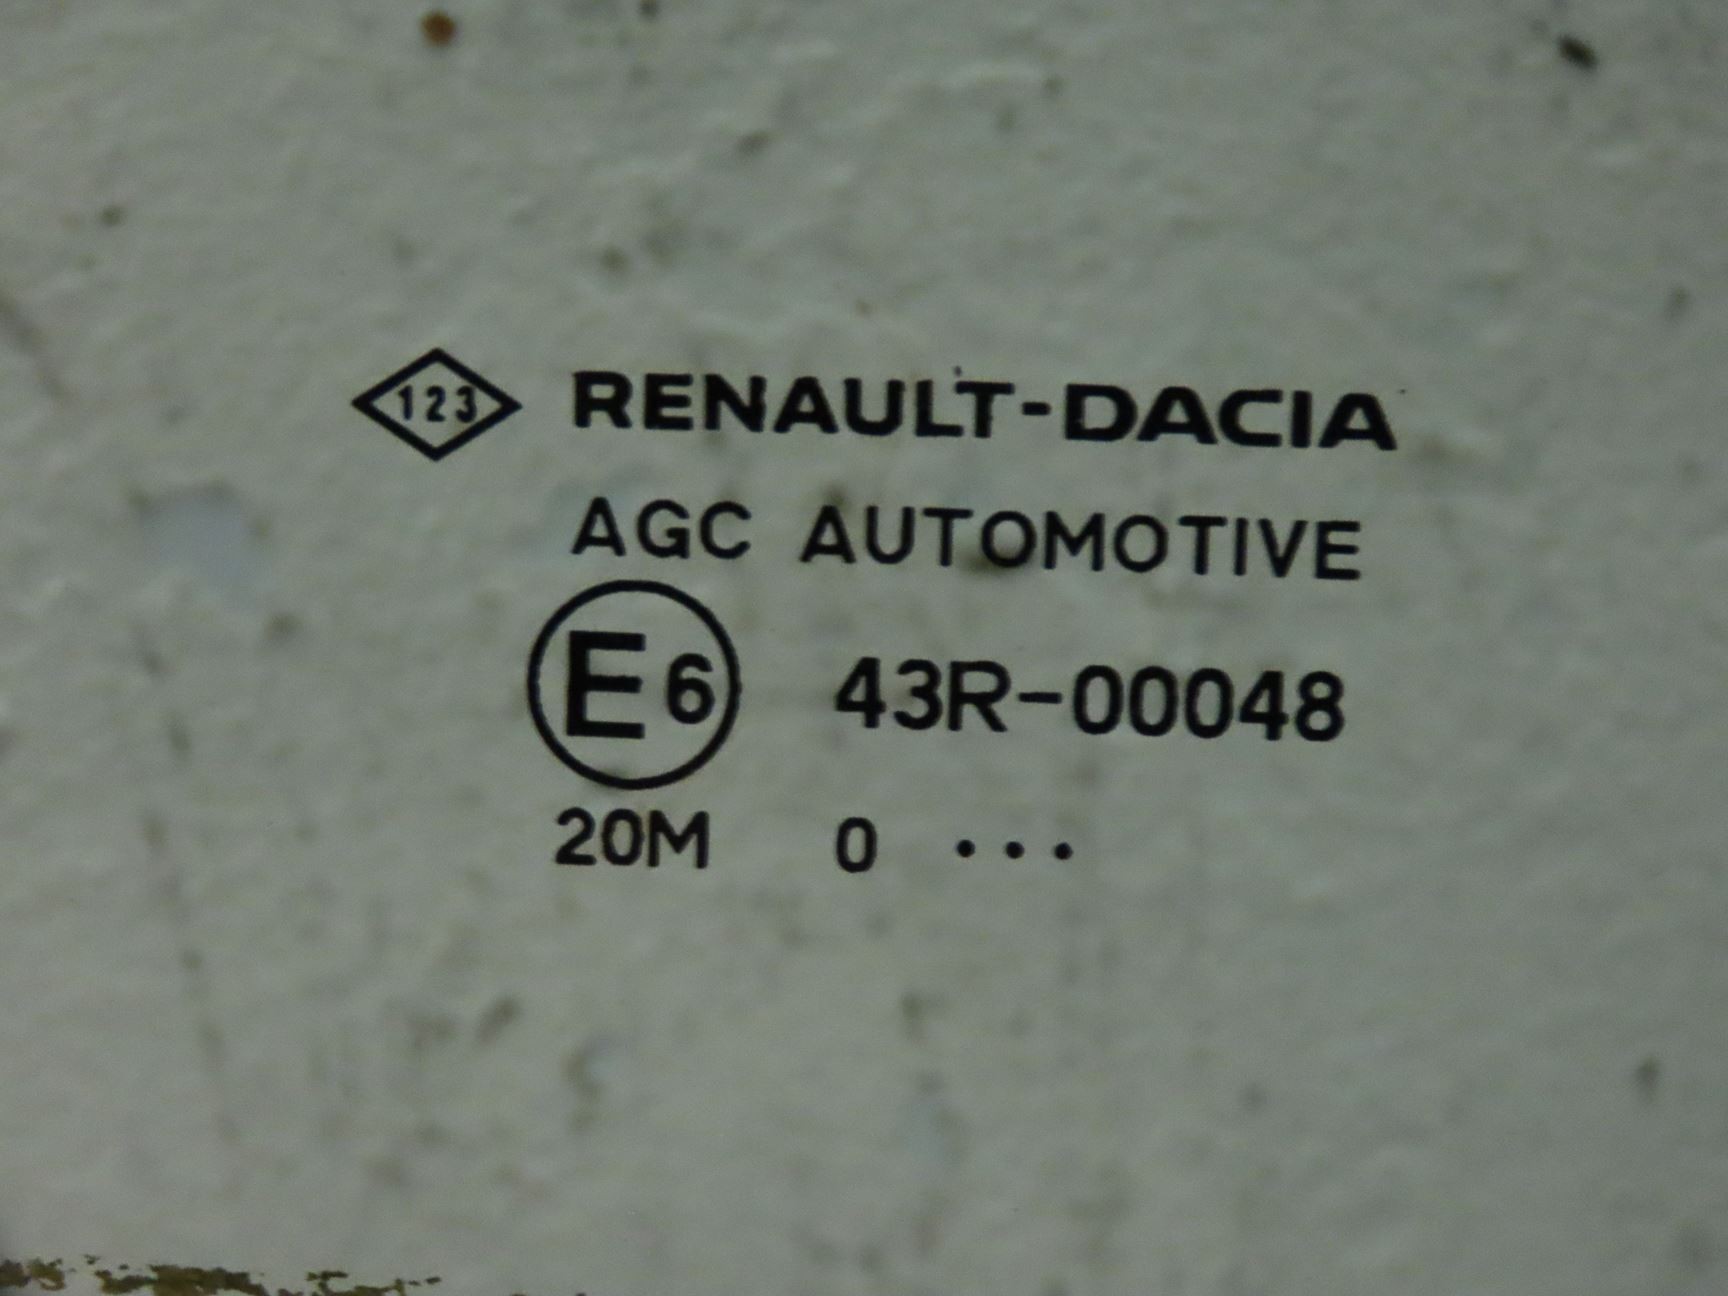 123 RENAULT-DACIA
AGC AUTOMOTIVE
E6 43R-00048
20M 0 ...